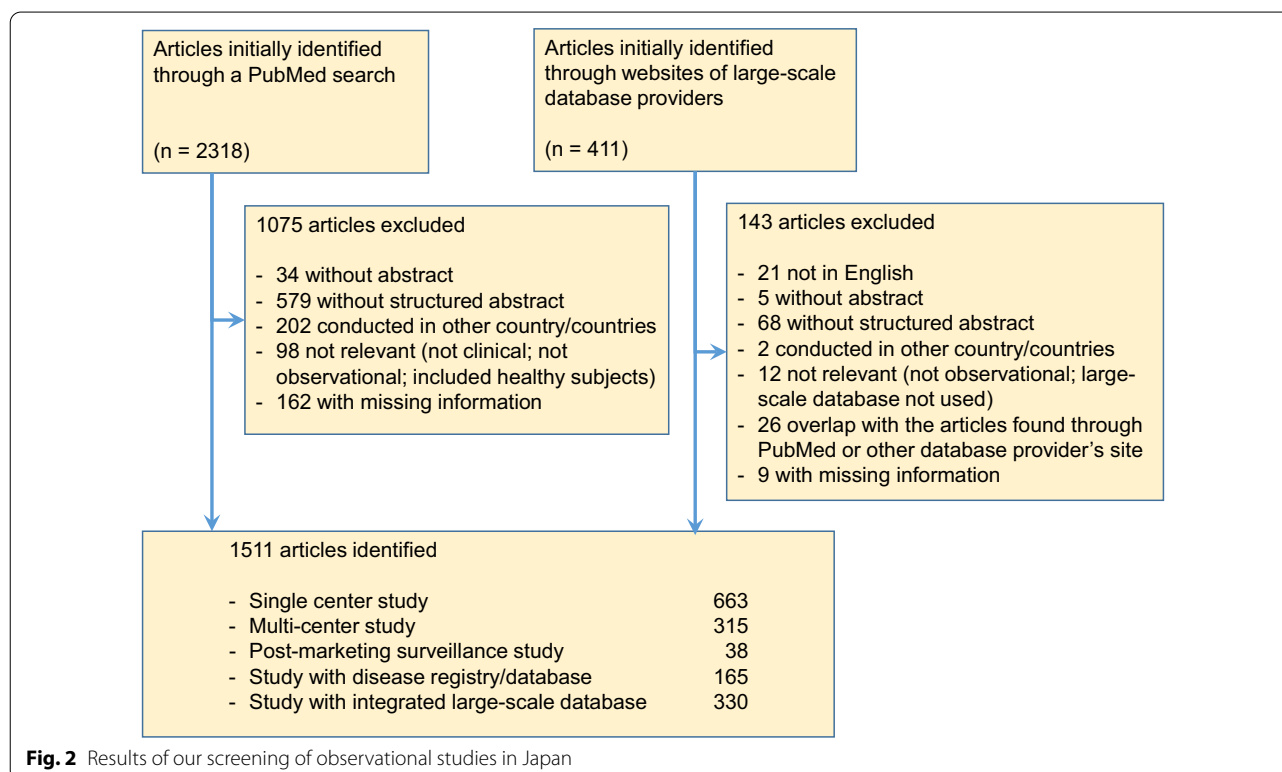 Articles initially identified
through a PubMed search
(n = 2318)
Articles initially identified
through websites of large-scale
database providers
(n = 411)
1075 articles excluded
- 34 without abstract
- 579 without structured abstract
- 202 conducted in other country/countries
- 98 not relevant (not clinical; not
observational; included healthy subjects)
- 162 with missing information
143 articles excluded
- 21 not in English
- 5 without abstract
- 68 without structured abstract
- 2 conducted in other country/countries
- 12 not relevant (not observational; large-
scale database not used)
- 26 overlap with the articles found through
PubMed or other database provider's site
- 9 with missing information
1511 articles identified
- Single center study 663
- Multi-center study 315
- Post-marketing surveillance study 38
- Study with disease registry/database 165
- Study with integrated large-scale database 330
Fig. 2 Results of our screening of observational studies in Japan